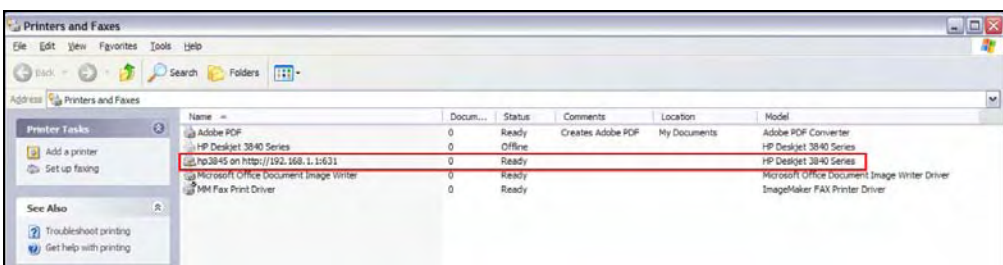 Printers and Faxes
File Edit View Favorites Tools Help
Back Search Folders
Address Printers and Faxes
Name Docum... Status Comments Location Model
Printer Tasks
Add a printer
Set up faxing
See Also
Troubleshoot printing
Get help with printing
Adobe PDF 0 Ready Creates Adobe PDF My Documents Adobe PDF Converter
HP Deskjet 3840 Series 0 Offline HP Deskjet 3840 Series
hp3845 on http://192.168.1.1:631 0 Ready HP Deskjet 3840 Series
Microsoft Office Document Image Writer 0 Ready Microsoft Office Document Image Writer Driver
MM Fax Print Driver 0 Ready ImageMaker FAX Printer Driver